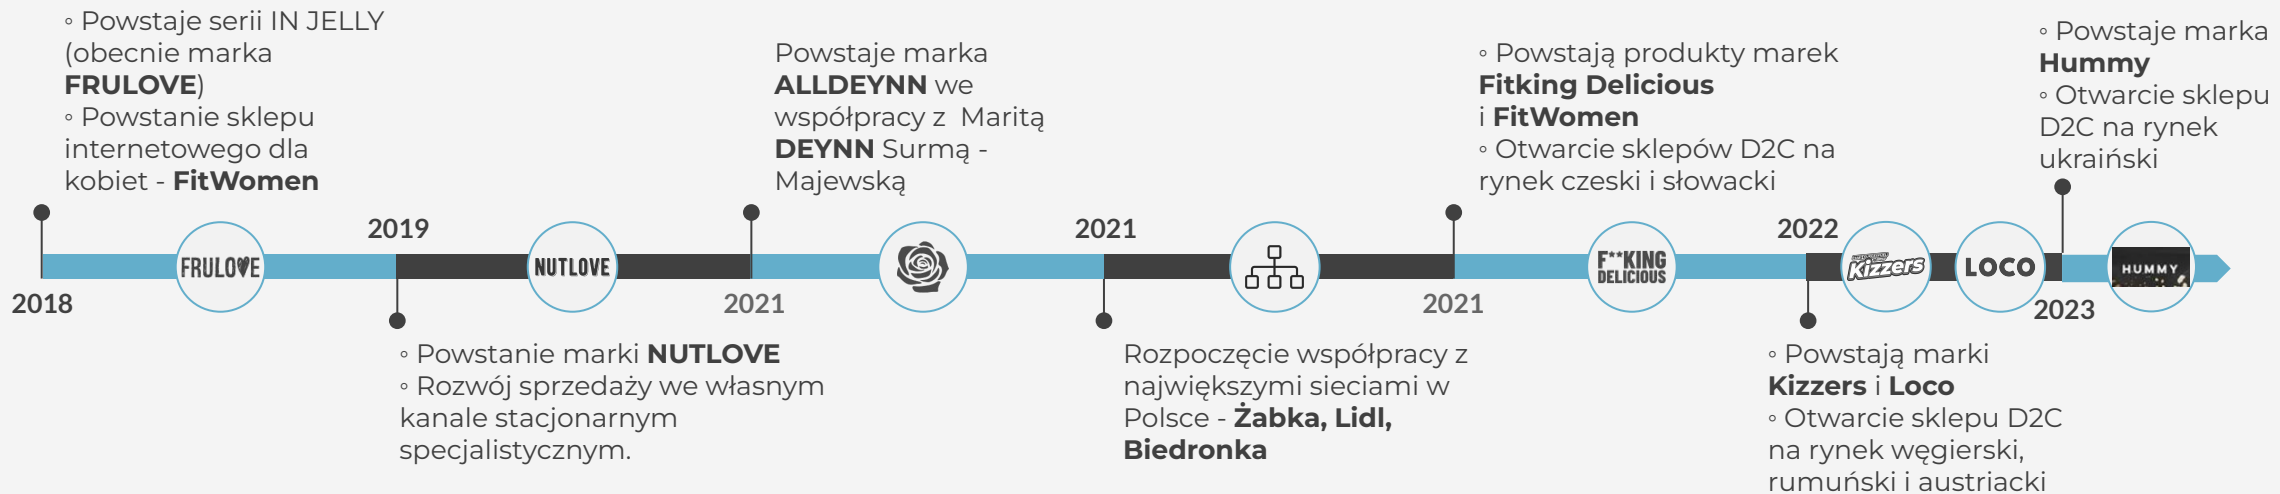 ◦ Powstaje serii IN JELLY
(obecnie marka
FRULOVE)
◦ Powstanie sklepu
internetowego dla
kobiet - FitWomen
2018
FRULOVE
2019
◦ Powstanie marki NUTLOVE
◦ Rozwój sprzedaży we własnym
kanale stacjonarnym
specjalistycznym.
NUTLOVE
Powstaje marka
ALLDEYNN we
współpracy z  Maritą
DEYNN Surmą -
Majewską
2021
2021
Rozpoczęcie współpracy z
największymi sieciami w
Polsce - Żabka, Lidl,
Biedronka
◦ Powstają produkty marek
Fitking Delicious
i FitWomen
◦ Otwarcie sklepów D2C na
rynek czeski i słowacki
2021
F**KING
DELICIOUS
2022
◦ Powstają marki
Kizzers i Loco
◦ Otwarcie sklepu D2C
na rynek węgierski,
rumuński i austriacki
Kizzers
LOCO
◦ Powstaje marka
Hummy
◦ Otwarcie sklepu
D2C na rynek
ukraiński
2023
HUMMY